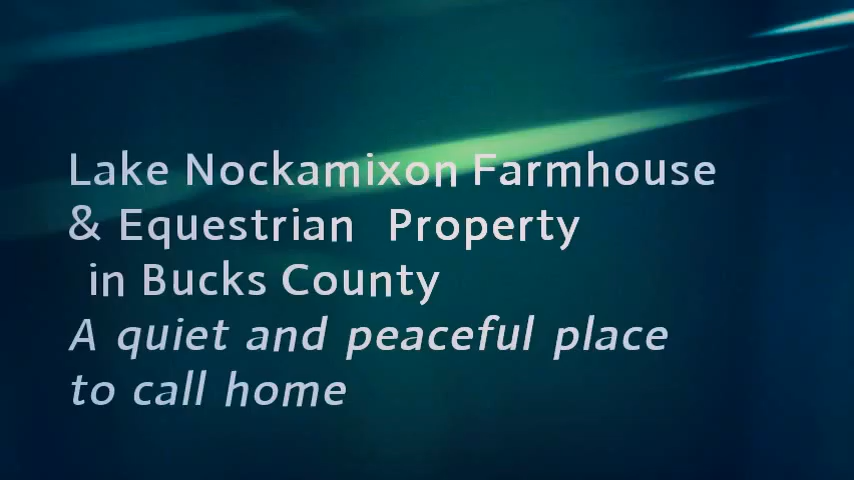 Lake Nockamixon Farmhouse
& Equestrian Property
in Bucks County
A quiet and peaceful place
to call home